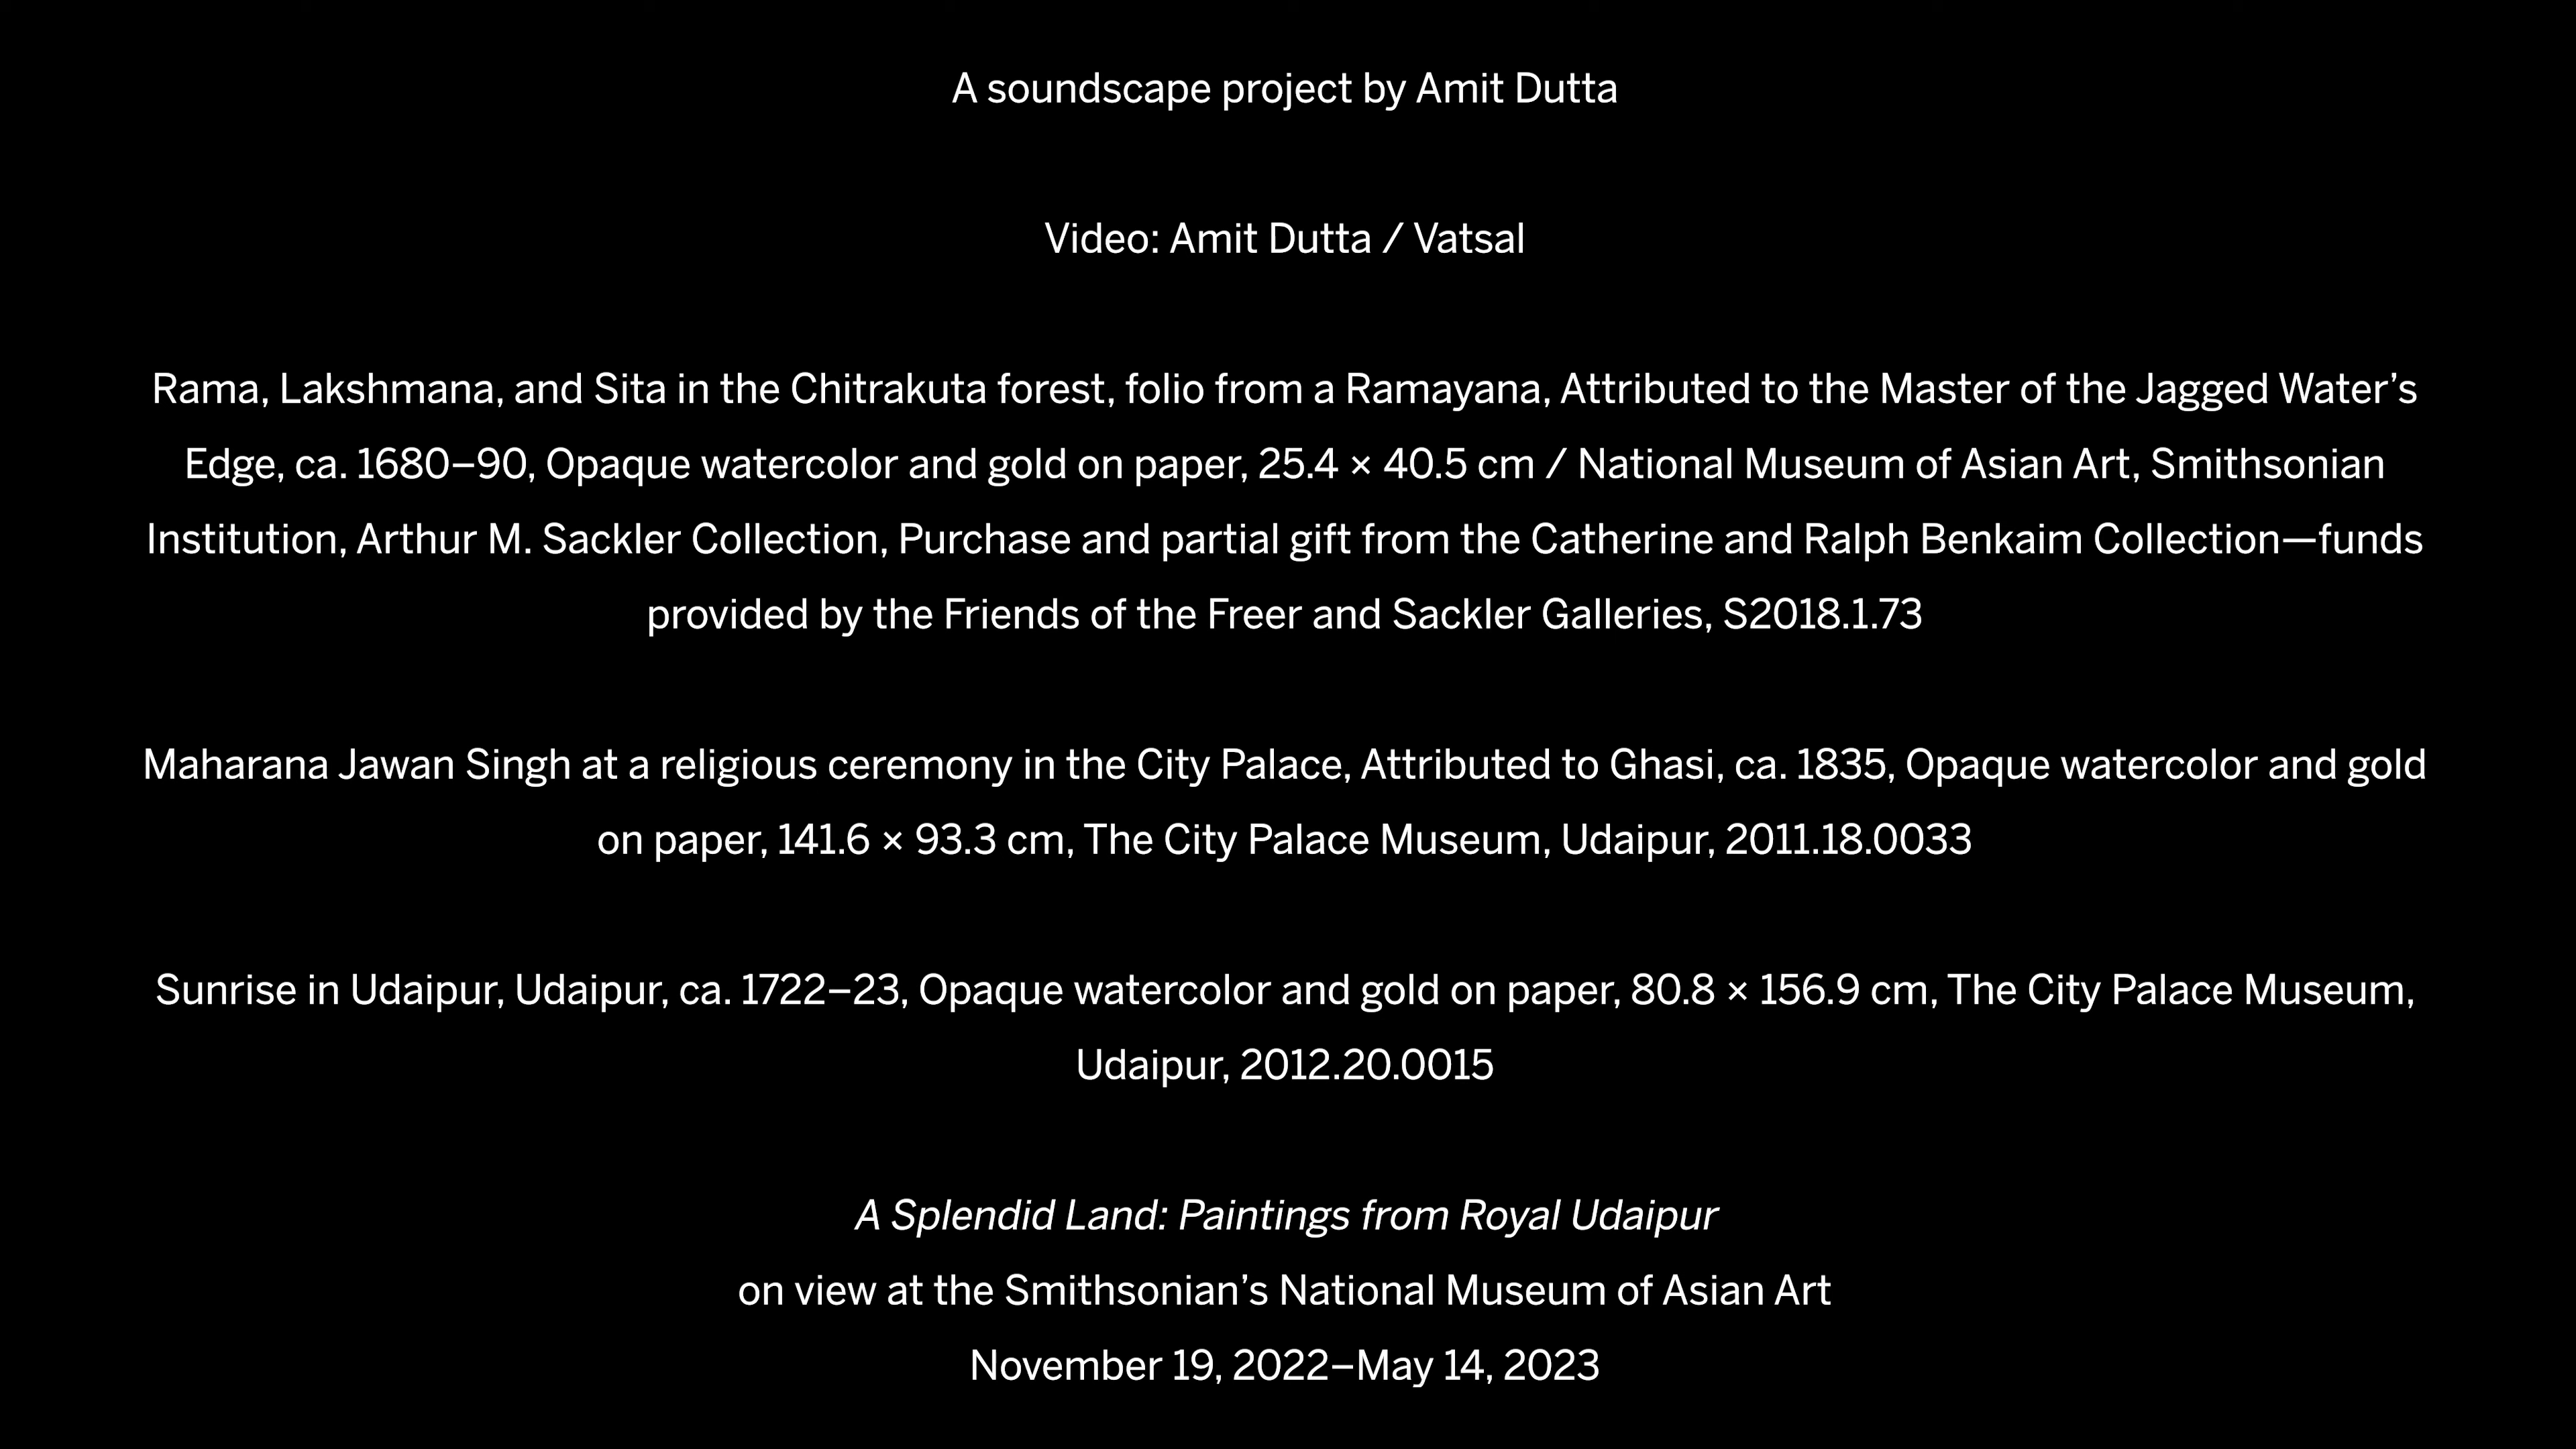 A soundscape project by Amit Dutta
Video: Amit Dutta / Vatsal
Rama, Lakshmana, and Sita in the Chitrakuta forest, folio from a Ramayana, Attributed to the Master of the Jagged Water’s
Edge, ca. 1680–90, Opaque watercolor and gold on paper, 25.4 × 40.5 cm / National Museum of Asian Art, Smithsonian
Institution, Arthur M. Sackler Collection, Purchase and partial gift from the Catherine and Ralph Benkaim Collection—funds
provided by the Friends of the Freer and Sackler Galleries, S2018.1.73
Maharana Jawan Singh at a religious ceremony in the City Palace, Attributed to Ghasi, ca. 1835, Opaque watercolor and gold
on paper, 141.6 × 93.3 cm, The City Palace Museum, Udaipur, 2011.18.0033
Sunrise in Udaipur, Udaipur, ca. 1722–23, Opaque watercolor and gold on paper, 80.8 × 156.9 cm, The City Palace Museum,
Udaipur, 2012.20.0015
A Splendid Land: Paintings from Royal Udaipur
on view at the Smithsonian’s National Museum of Asian Art
November 19, 2022–May 14, 2023